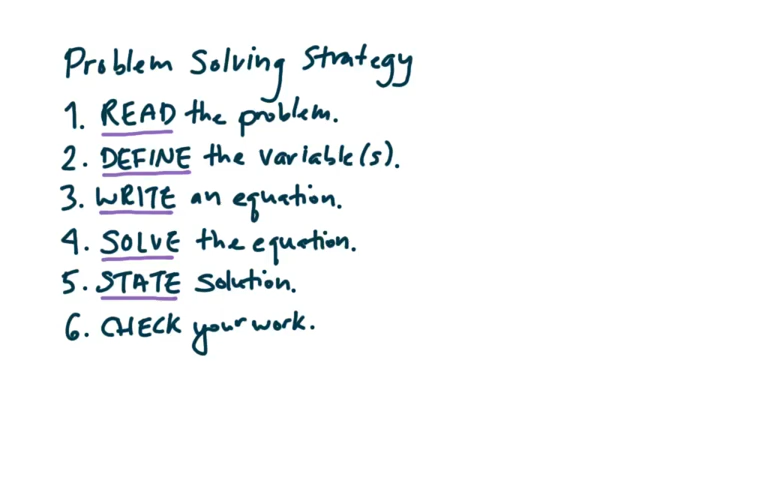 Problem Solving Strategy
1. READ the problem.
2. DEFINE the variable(s).
3. WRITE an equation.
4. SOLVE the equation.
5. STATE solution.
6. CHECK your work.